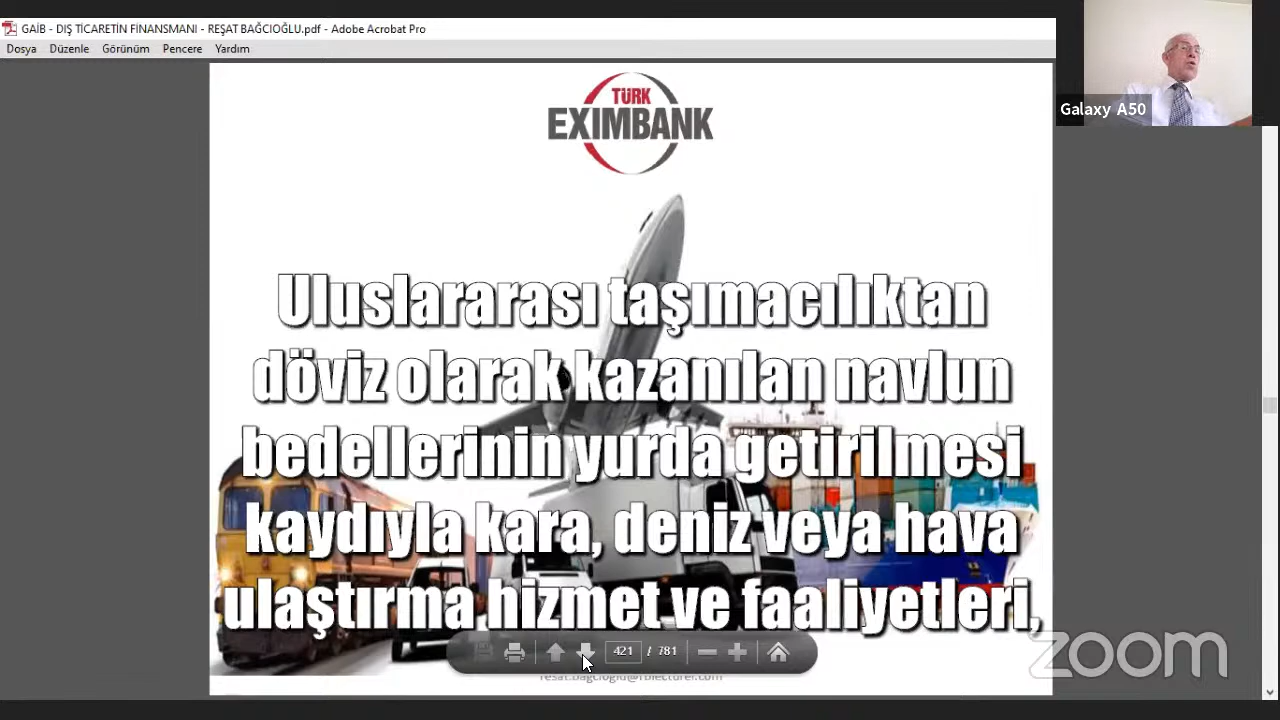 GAİB - DIŞ TİCARETİN FİNANSMANI - REŞAT BAĞCIOĞLU.pdf - Adobe Acrobat Pro
Dosya Düzenle Görünüm Pencere Yardım
Galaxy A50
TÜRK
EXIMBANK
Uluslararası taşımacılıktan
döviz olarak kazanılan navlun
bedellerinin yurda getirilmesi
kaydıyla kara, deniz veya hava
ulaştırma hizmet ve faaliyetleri,
421 / 781
zoom